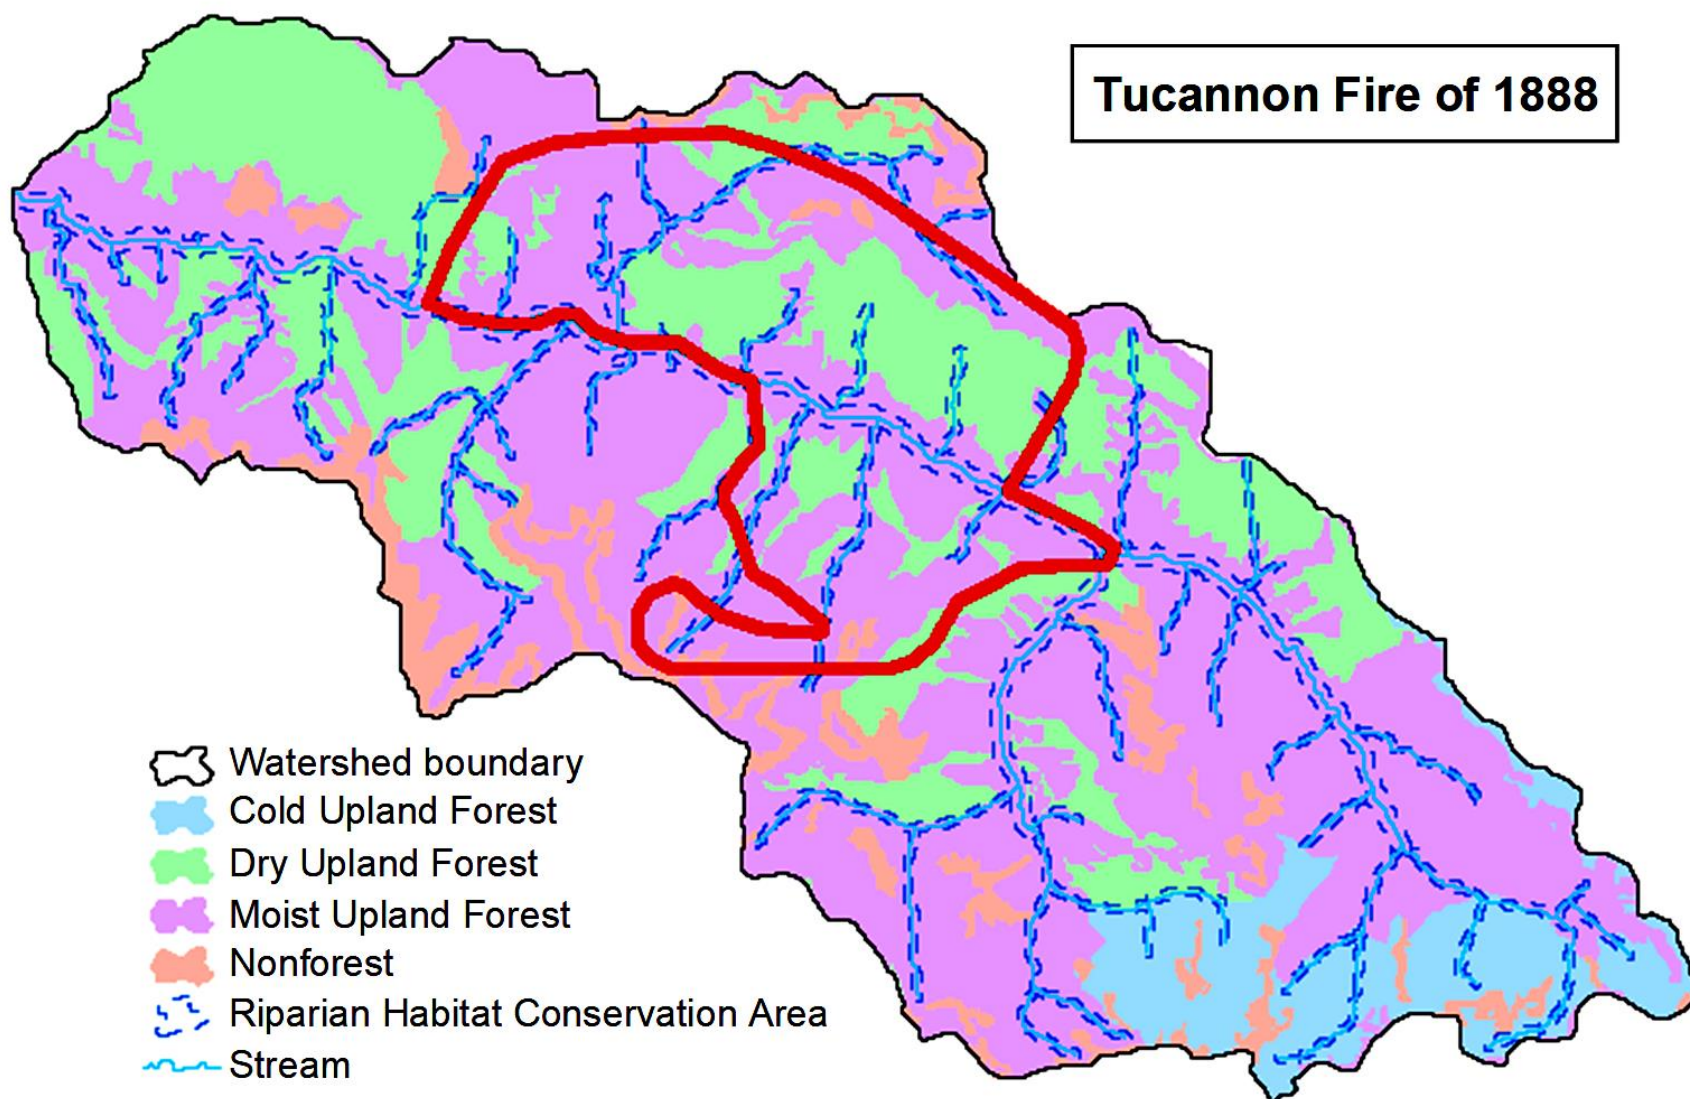 Tucannon Fire of 1888
Watershed boundary
Cold Upland Forest
Dry Upland Forest
Moist Upland Forest
Nonforest
Riparian Habitat Conservation Area
Stream